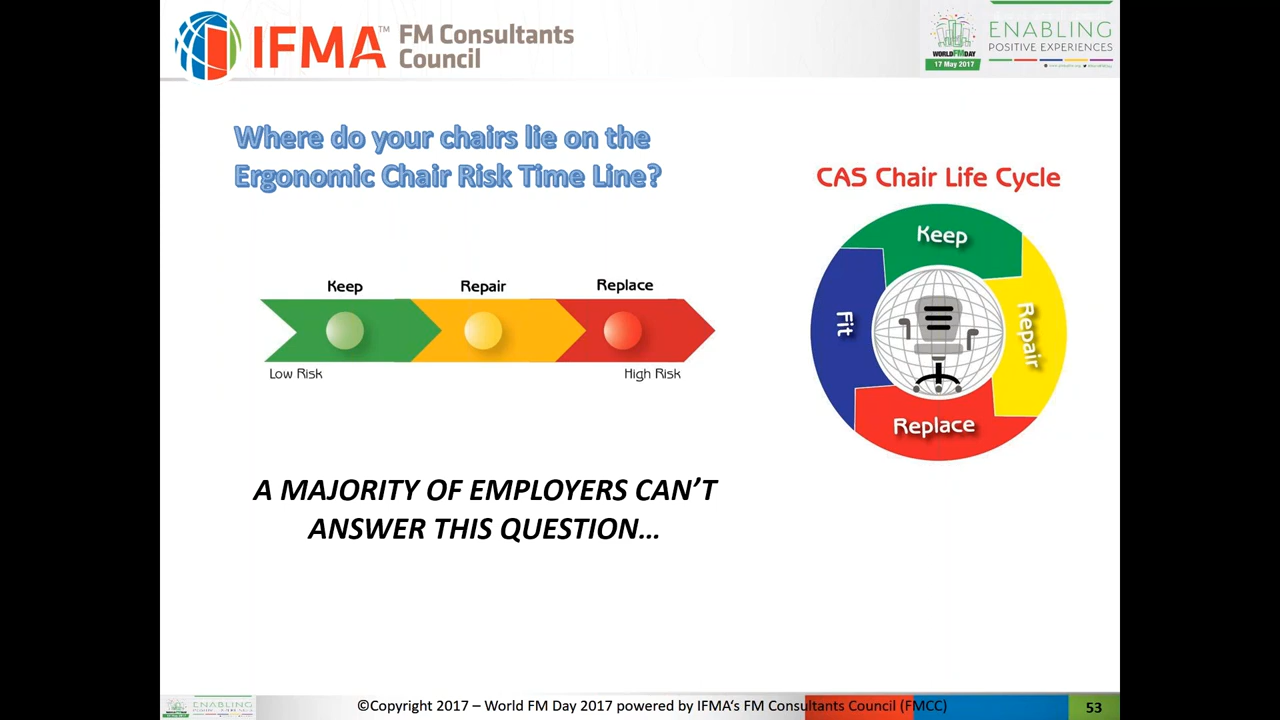 IFMA™ FM Consultants
Council
WORLD FM DAY
17 May 2017
ENABLING
POSITIVE EXPERIENCES
Where do your chairs lie on the
Ergonomic Chair Risk Time Line?
Keep
Repair
Replace
Low Risk
High Risk
CAS Chair Life Cycle
Keep
Repair
Replace
Fit
A MAJORITY OF EMPLOYERS CAN’T
ANSWER THIS QUESTION…
ENABLING
©Copyright 2017 – World FM Day 2017 powered by IFMA‘s FM Consultants Council (FMCC)
53